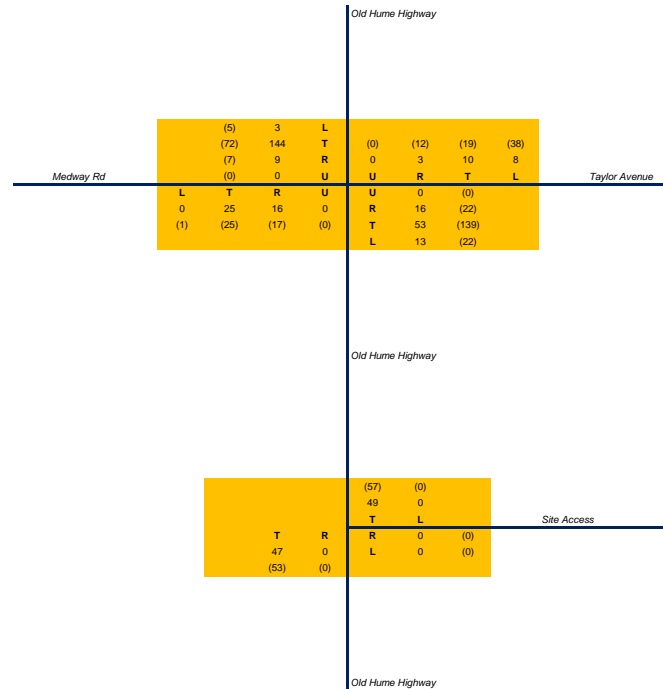 Old Hume Highway
(5) 3 L
(72) 144 T (0) (12) (19) (38)
(7) 9 R 0 3 10 8
(0) 0 U U R T L
Medway Rd Taylor Avenue
L T R U U 0 (0)
0 25 16 0 R 16 (22)
(1) (25) (17) (0) T 53 (139)
L 13 (22)
Old Hume Highway
(57) (0)
49 0
T L
Site Access
T R R 0 (0)
47 0 L 0 (0)
(53) (0)
Old Hume Highway